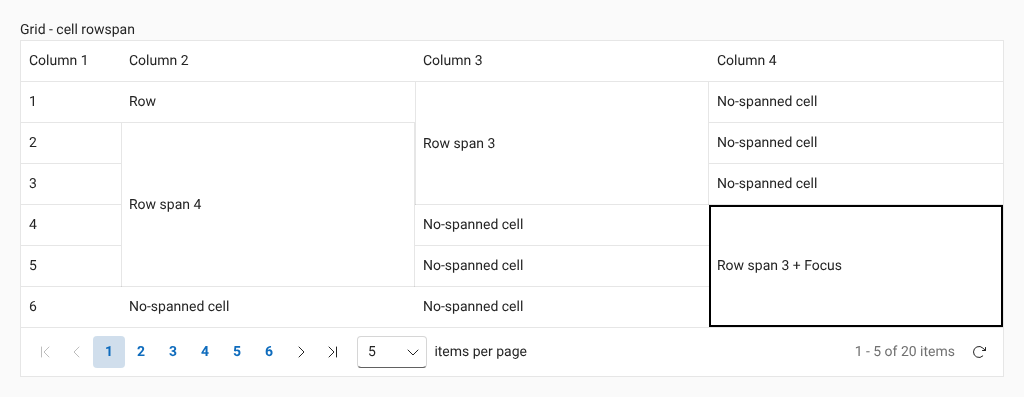 Grid - cell rowspan
Column 1 Column 2 Column 3 Column 4
1 Row No-spanned cell
2 Row span 3 No-spanned cell
3 No-spanned cell
Row span 4
4 No-spanned cell
5 No-spanned cell Row span 3 + Focus
6 No-spanned cell No-spanned cell
1 2 3 4 5 6 5 items per page 1 - 5 of 20 items